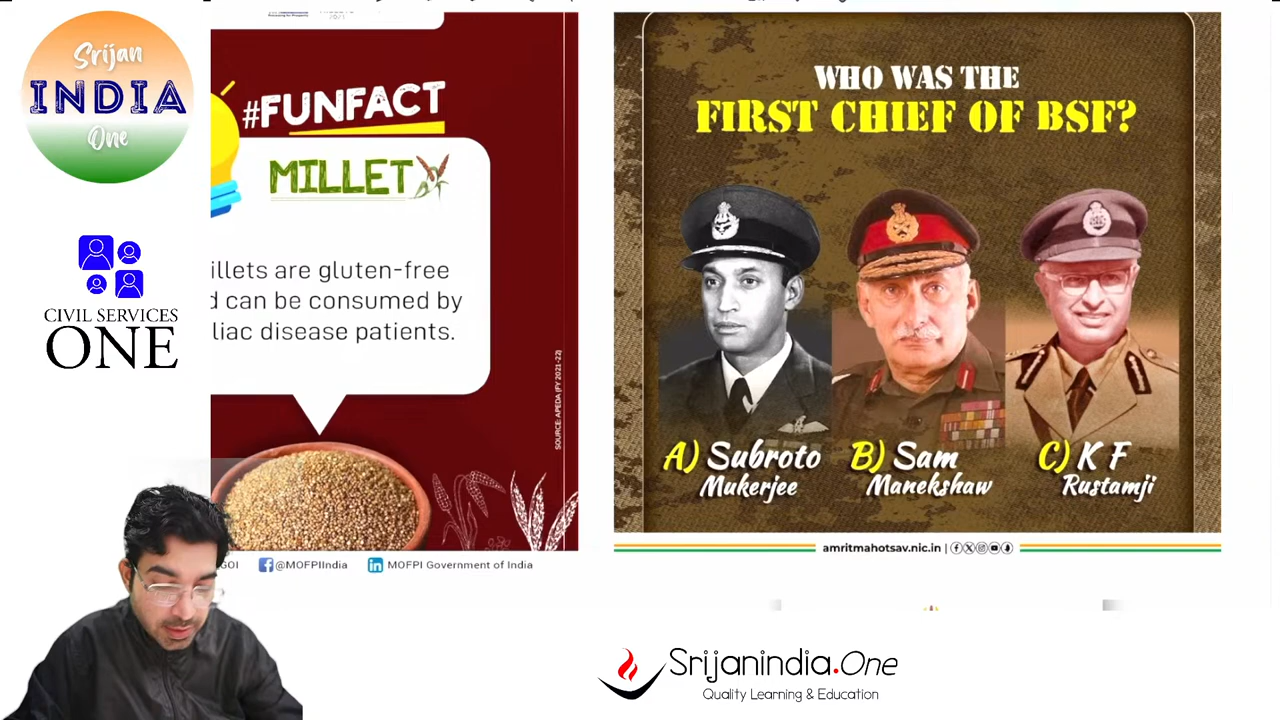 Srijan
INDIA
One
CIVIL SERVICES
ONE
2021
#FUNFACT
MILLET
illets are gluten-free
d can be consumed by
liac disease patients.
SOURCE: APEDA (FY 2021-22)
GOI
@MOFPIIndia
MOFPI Government of India
WHO WAS THE
FIRST CHIEF OF BSF?
A) Subroto
Mukerjee
B) Sam
Manekshaw
C) K F
Rustamji
amritmahotsav.nic.in |
Srijanindia.One
Quality Learning & Education